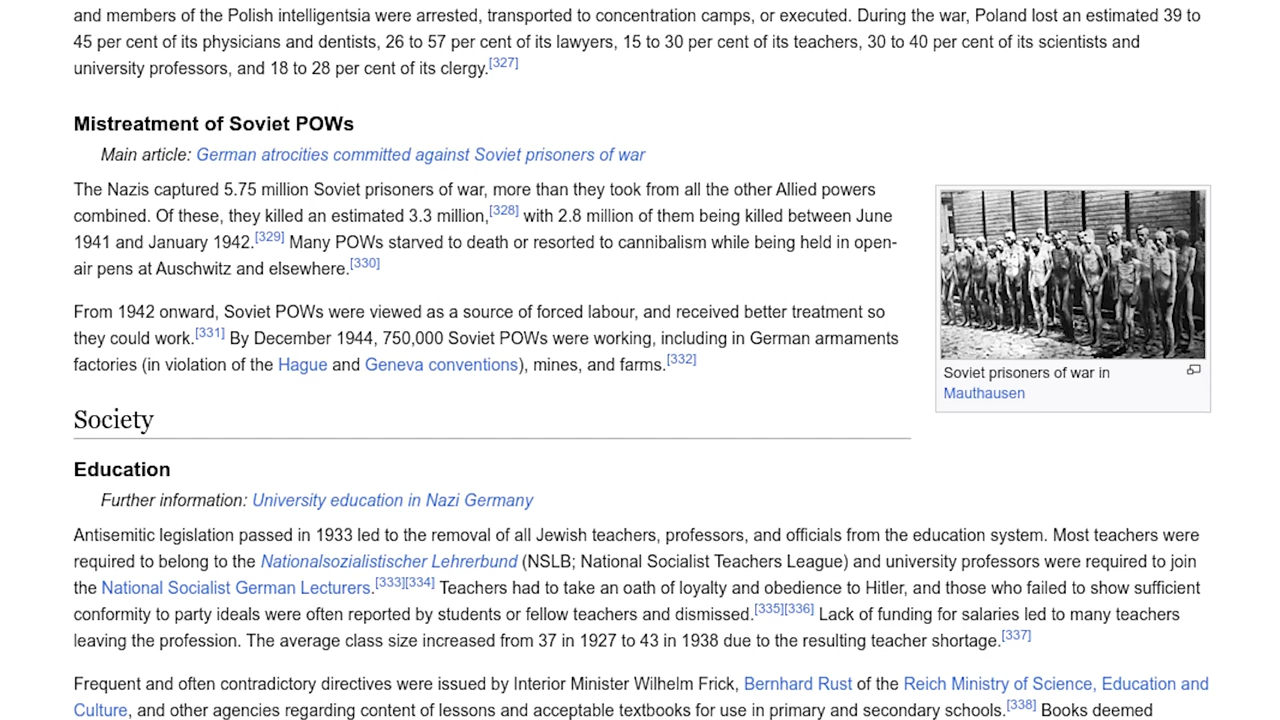 and members of the Polish intelligentsia were arrested, transported to concentration camps, or executed. During the war, Poland lost an estimated 39 to
45 per cent of its physicians and dentists, 26 to 57 per cent of its lawyers, 15 to 30 per cent of its teachers, 30 to 40 per cent of its scientists and
university professors, and 18 to 28 per cent of its clergy.[327]
Mistreatment of Soviet POWs
Main article: German atrocities committed against Soviet prisoners of war
The Nazis captured 5.75 million Soviet prisoners of war, more than they took from all the other Allied powers
combined. Of these, they killed an estimated 3.3 million,[328] with 2.8 million of them being killed between June
1941 and January 1942.[329] Many POWs starved to death or resorted to cannibalism while being held in open-
air pens at Auschwitz and elsewhere.[330]
From 1942 onward, Soviet POWs were viewed as a source of forced labour, and received better treatment so
they could work.[331] By December 1944, 750,000 Soviet POWs were working, including in German armaments
factories (in violation of the Hague and Geneva conventions), mines, and farms.[332]
Soviet prisoners of war in
Mauthausen
Society
Education
Further information: University education in Nazi Germany
Antisemitic legislation passed in 1933 led to the removal of all Jewish teachers, professors, and officials from the education system. Most teachers were
required to belong to the Nationalsozialistischer Lehrerbund (NSLB; National Socialist Teachers League) and university professors were required to join
the National Socialist German Lecturers.[333][334] Teachers had to take an oath of loyalty and obedience to Hitler, and those who failed to show sufficient
conformity to party ideals were often reported by students or fellow teachers and dismissed.[335][336] Lack of funding for salaries led to many teachers
leaving the profession. The average class size increased from 37 in 1927 to 43 in 1938 due to the resulting teacher shortage.[337]
Frequent and often contradictory directives were issued by Interior Minister Wilhelm Frick, Bernhard Rust of the Reich Ministry of Science, Education and
Culture, and other agencies regarding content of lessons and acceptable textbooks for use in primary and secondary schools.[338] Books deemed